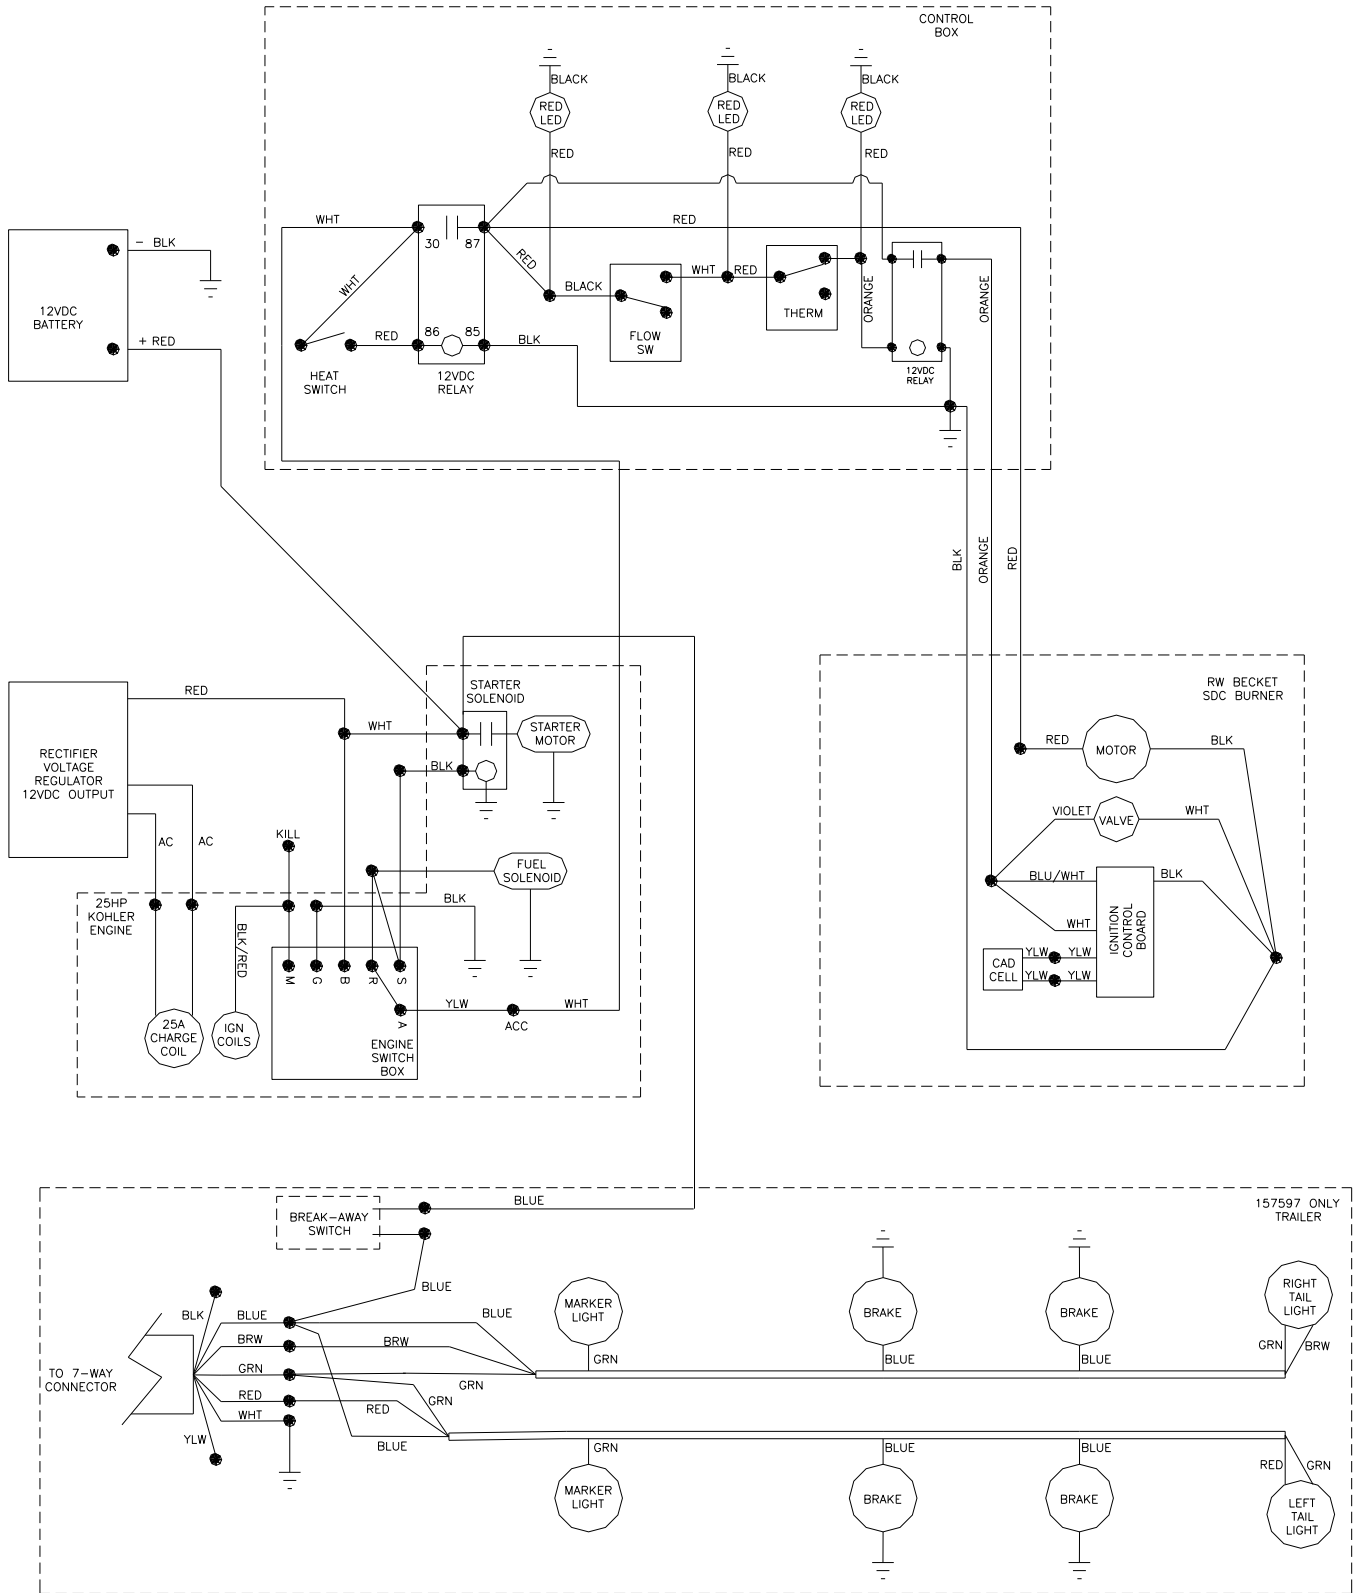 CONTROL
BOX
BLACK
BLACK
BLACK
RED
LED
RED
LED
RED
LED
RED
RED
RED
WHT
RED
30
87
- BLK
RED
WHT
WHT
RED
BLACK
ORANGE
ORANGE
12VDC
BATTERY
THERM
+ RED
RED
86
85
BLK
FLOW
SW
HEAT
SWITCH
12VDC
RELAY
12VDC
RELAY
BLK
ORANGE
RED
RW BECKET
SDC BURNER
STARTER
SOLENOID
RED
WHT
STARTER
MOTOR
RED
MOTOR
BLK
RECTIFIER
VOLTAGE
REGULATOR
12VDC OUTPUT
BLK
AC
AC
KILL
VIOLET
VALVE
WHT
FUEL
SOLENOID
BLU/WHT
BLK
25HP
KOHLER
ENGINE
BLK
BLK/RED
WHT
IGNITION
CONTROL
BOARD
CAD
CELL
YLW
YLW
YLW
YLW
M
G
B
R
S
YLW
WHT
ACC
A
25A
CHARGE
COIL
IGN
COILS
ENGINE
SWITCH
BOX
BLUE
157597 ONLY
TRAILER
BREAK-AWAY
SWITCH
BLUE
RIGHT
TAIL
LIGHT
MARKER
LIGHT
BRAKE
BRAKE
BLK
BLUE
BLUE
BRW
BRW
GRN
BLUE
BLUE
GRN
BRW
TO 7-WAY
CONNECTOR
GRN
GRN
RED
GRN
RED
WHT
YLW
BLUE
GRN
BLUE
BLUE
RED
GRN
MARKER
LIGHT
BRAKE
BRAKE
LEFT
TAIL
LIGHT